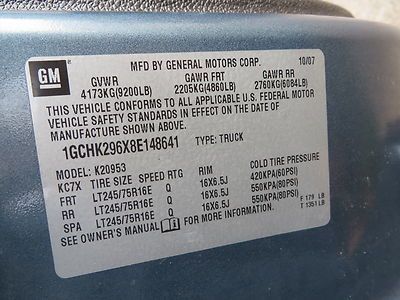 GM
MFD BY GENERAL MOTORS CORP. 10/07
GVWR GAWR FRT GAWR RR
4173KG(9200LB) 2205KG(4860LB) 2760KG(6084LB)
THIS VEHICLE CONFORMS TO ALL APPLICABLE U.S. FEDERAL MOTOR
VEHICLE SAFETY STANDARDS IN EFFECT ON THE DATE OF
MANUFACTURE SHOWN ABOVE.
1GCHK296X8E148641 TYPE: TRUCK
MODEL: K20953
KC7X TIRE SIZE SPEED RTG RIM COLD TIRE PRESSURE
FRT LT245/75R16E Q 16X6.5J 420KPA(60PSI)
RR LT245/75R16E Q 16X6.5J 550KPA(80PSI)
SPA LT245/75R16E Q 16X6.5J 550KPA(80PSI)
SEE OWNER'S MANUAL FOR MORE INFORMATION.
F 179 LB
T 1351 LB